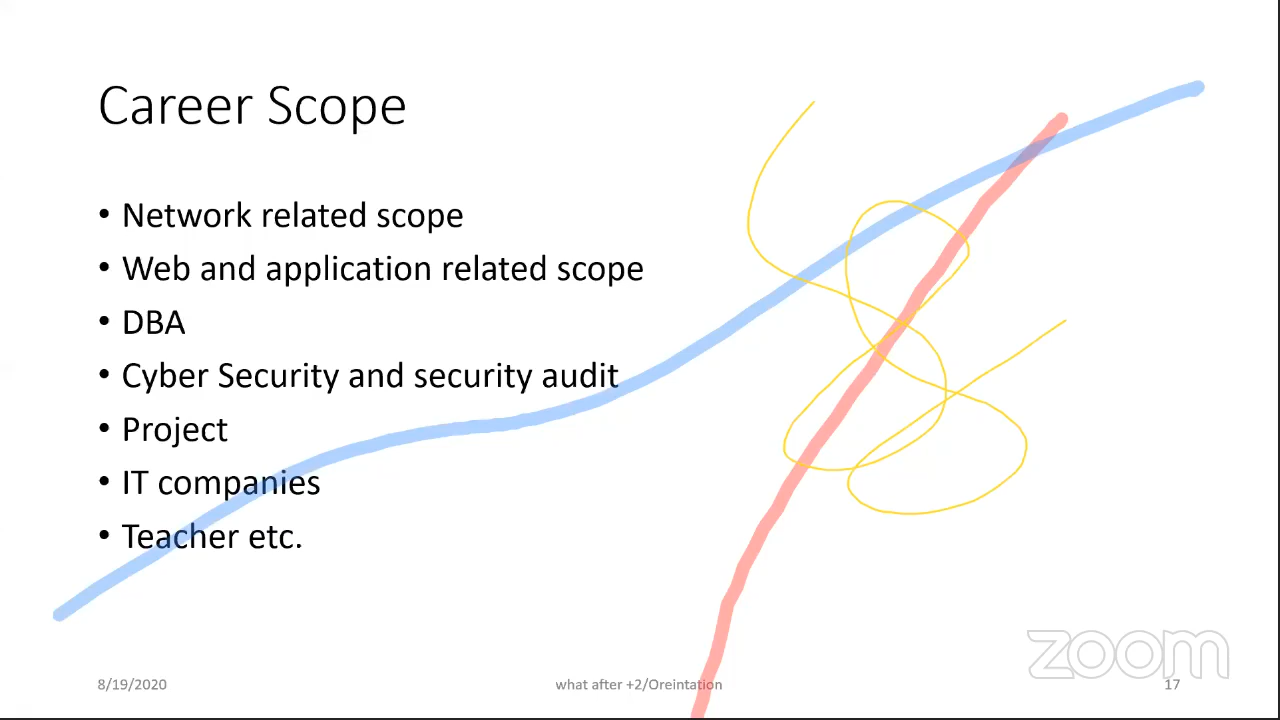 Career Scope
• Network related scope
• Web and application related scope
• DBA
• Cyber Security and security audit
• Project
• IT companies
• Teacher etc.
zoom
8/19/2020 what after +2/Oreintation 17